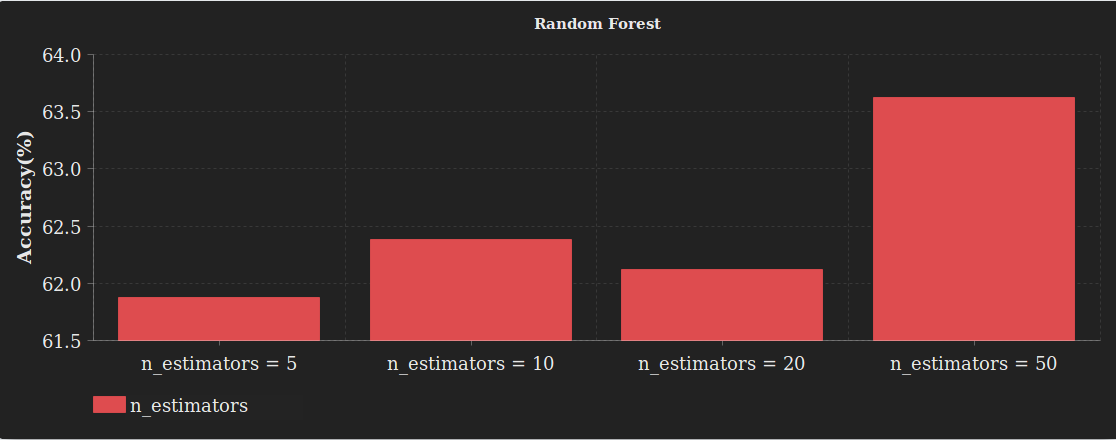 Random Forest
Accuracy(%)
64.0
63.5
63.0
62.5
62.0
61.5
n_estimators = 5
n_estimators = 10
n_estimators = 20
n_estimators = 50
n_estimators